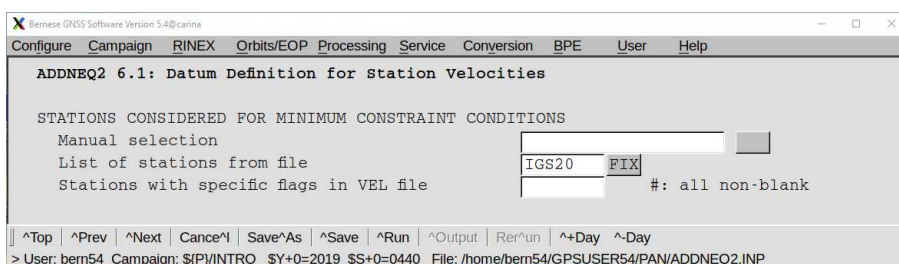 Bernese GNSS Software Version 5.4@carina
Configure Campaign RINEX Orbits/EOP Processing Service Conversion BPE User Help
ADDNEQ2 6.1: Datum Definition for Station Velocities
STATIONS CONSIDERED FOR MINIMUM CONSTRAINT CONDITIONS
Manual selection
List of stations from file IGS20 FIX
Stations with specific flags in VEL file #: all non-blank
^Top | ^Prev | ^Next | Cance^l | Save^As | ^Save | ^Run | ^Output | Rer^un | ^+Day ^-Day
> User: bern54 Campaign: ${P}/INTRO $Y+0=2019 $S+0=0440 File: /home/bern54/GPSUSER54/PAN/ADDNEQ2.INP